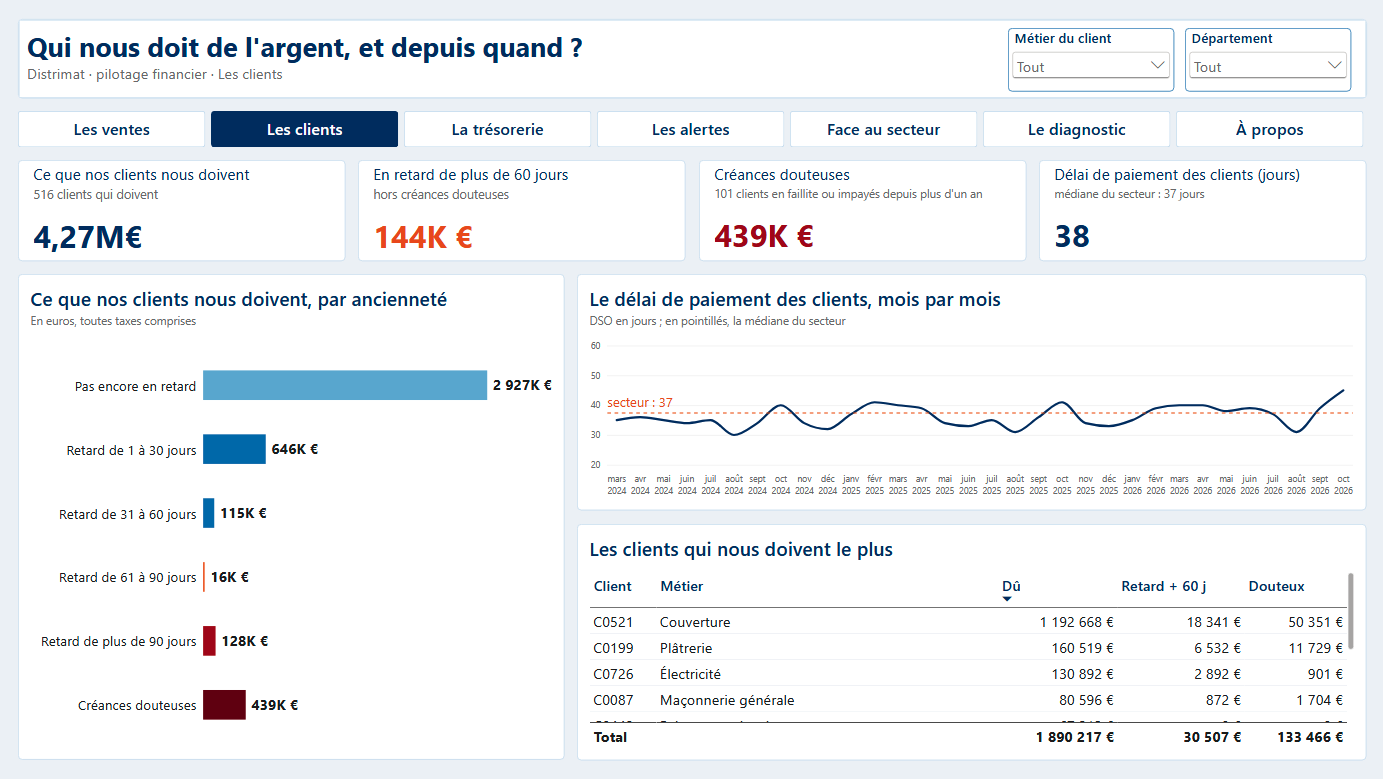 Qui nous doit de l'argent, et depuis quand ?
Distrimat · pilotage financier · Les clients
Métier du client
Tout
Département
Tout
Les ventes
Les clients
La trésorerie
Les alertes
Face au secteur
Le diagnostic
À propos
Ce que nos clients nous doivent
516 clients qui doivent
4,27M€
En retard de plus de 60 jours
hors créances douteuses
144K €
Créances douteuses
101 clients en faillite ou impayés depuis plus d'un an
439K €
Délai de paiement des clients (jours)
médiane du secteur : 37 jours
38
Ce que nos clients nous doivent, par ancienneté
En euros, toutes taxes comprises
Pas encore en retard 2 927K €
Retard de 1 à 30 jours 646K €
Retard de 31 à 60 jours 115K €
Retard de 61 à 90 jours 16K €
Retard de plus de 90 jours 128K €
Créances douteuses 439K €
Le délai de paiement des clients, mois par mois
DSO en jours ; en pointillés, la médiane du secteur
60
50
40
30
20
secteur : 37
mars avr mai juin juil août sept oct nov déc janv févr mars avr mai juin juil août sept oct nov déc janv févr mars avr mai juin juil août sept oct
2024 2024 2024 2024 2024 2024 2024 2024 2024 2024 2025 2025 2025 2025 2025 2025 2025 2025 2025 2025 2025 2025 2026 2026 2026 2026 2026 2026 2026 2026 2026 2026
Les clients qui nous doivent le plus
Client Métier Dû Retard + 60 j Douteux
C0521 Couverture 1 192 668 € 18 341 € 50 351 €
C0199 Plâtrerie 160 519 € 6 532 € 11 729 €
C0726 Électricité 130 892 € 2 892 € 901 €
C0087 Maçonnerie générale 80 596 € 872 € 1 704 €
Total 1 890 217 € 30 507 € 133 466 €